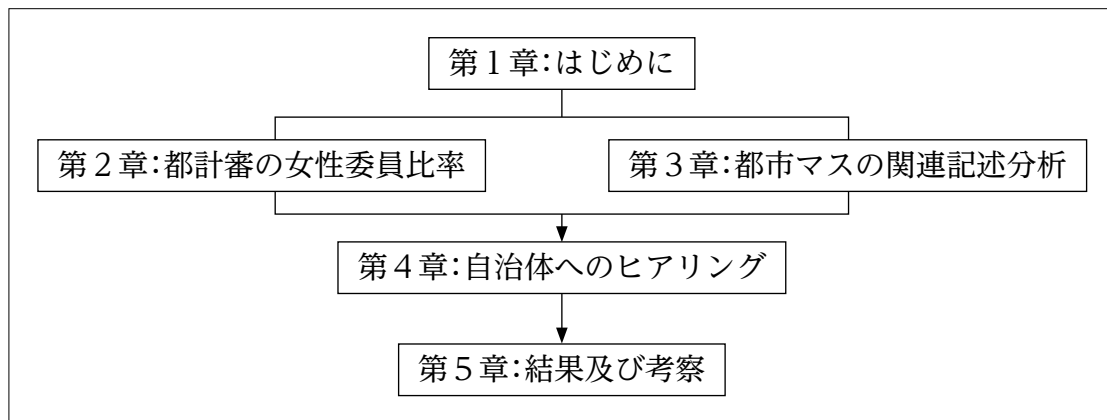 第１章：はじめに
第２章：都計審の女性委員比率
第３章：都市マスの関連記述分析
第４章：自治体へのヒアリング
第５章：結果及び考察